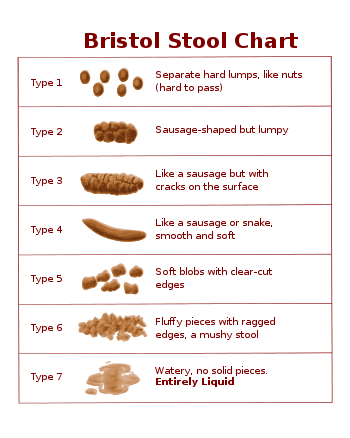 Bristol Stool Chart
Type 1
Separate hard lumps, like nuts
(hard to pass)
Type 2
Sausage-shaped but lumpy
Type 3
Like a sausage but with
cracks on the surface
Type 4
Like a sausage or snake,
smooth and soft
Type 5
Soft blobs with clear-cut
edges
Type 6
Fluffy pieces with ragged
edges, a mushy stool
Type 7
Watery, no solid pieces.
Entirely Liquid